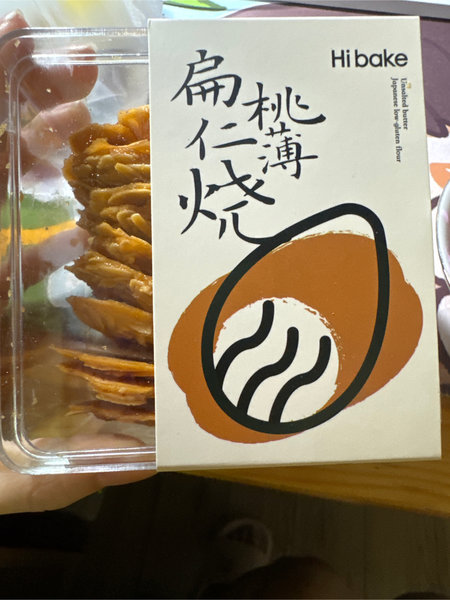 Hi bake
扁桃仁薄烧
Unsalted butter
Japanese low-gluten flour